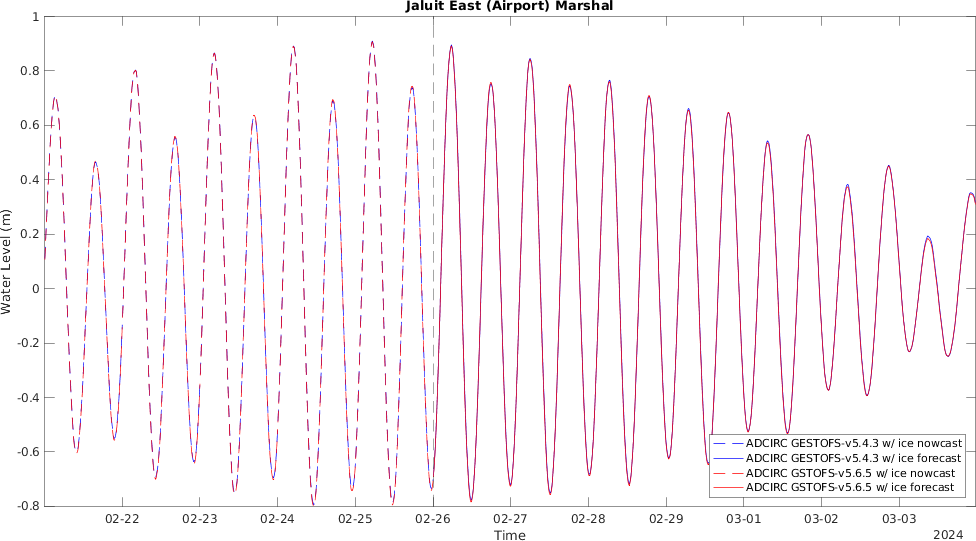 Jaluit East (Airport) Marshal
1
0.8
0.6
0.4
0.2
0
-0.2
-0.4
-0.6
-0.8
Water Level (m)
ADCIRC GESTOFS-v5.4.3 w/ ice nowcast
ADCIRC GESTOFS-v5.4.3 w/ ice forecast
ADCIRC GSTOFS-v5.6.5 w/ ice nowcast
ADCIRC GSTOFS-v5.6.5 w/ ice forecast
02-22 02-23 02-24 02-25 02-26 02-27 02-28 02-29 03-01 03-02 03-03
Time
2024